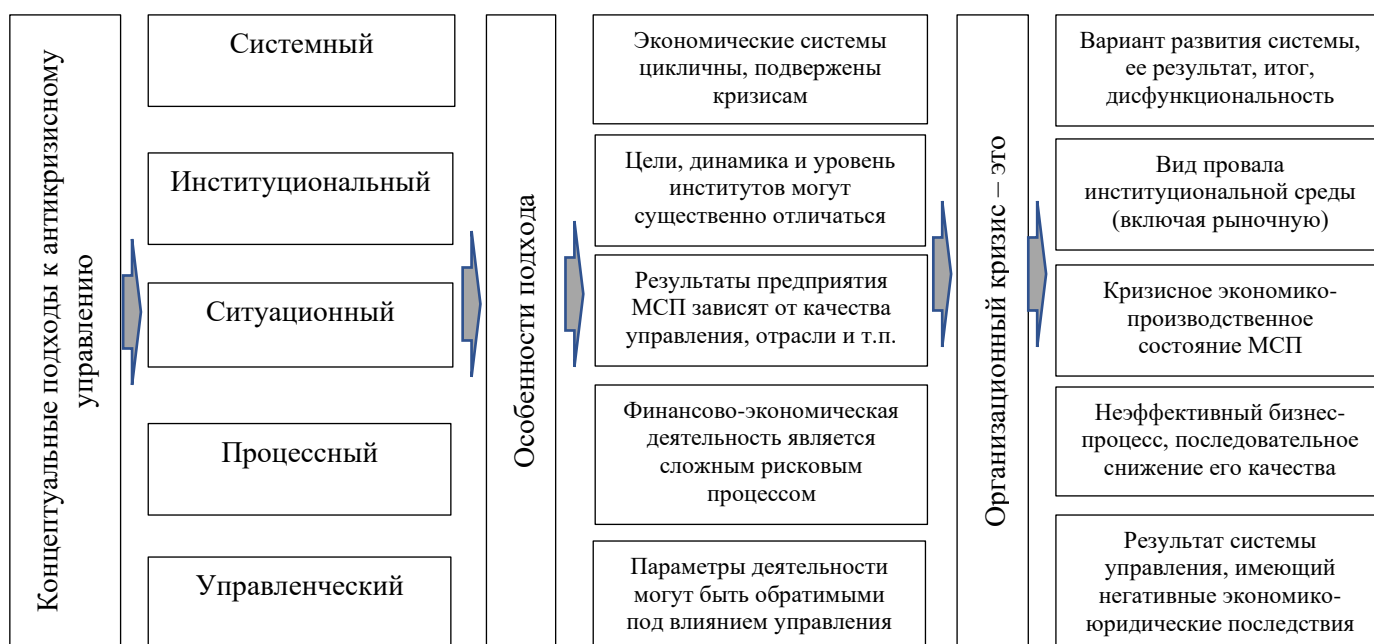 Концептуальные подходы к антикризисному
управлению
Системный
Институциональный
Ситуационный
Процессный
Управленческий
Особенности подхода
Экономические системы
цикличны, подвержены
кризисам
Цели, динамика и уровень
институтов могут
существенно отличаться
Результаты предприятия
МСП зависят от качества
управления, отрасли и т.п.
Финансово-экономическая
деятельность является
сложным рисковым
процессом
Параметры деятельности
могут быть обратимыми
под влиянием управления
Организационный кризис – это
Вариант развития системы,
ее результат, итог,
дисфункциональность
Вид провала
институциональной среды
(включая рыночную)
Кризисное экономико-
производственное
состояние МСП
Неэффективный бизнес-
процесс, последовательное
снижение его качества
Результат системы
управления, имеющий
негативные экономико-
юридические последствия